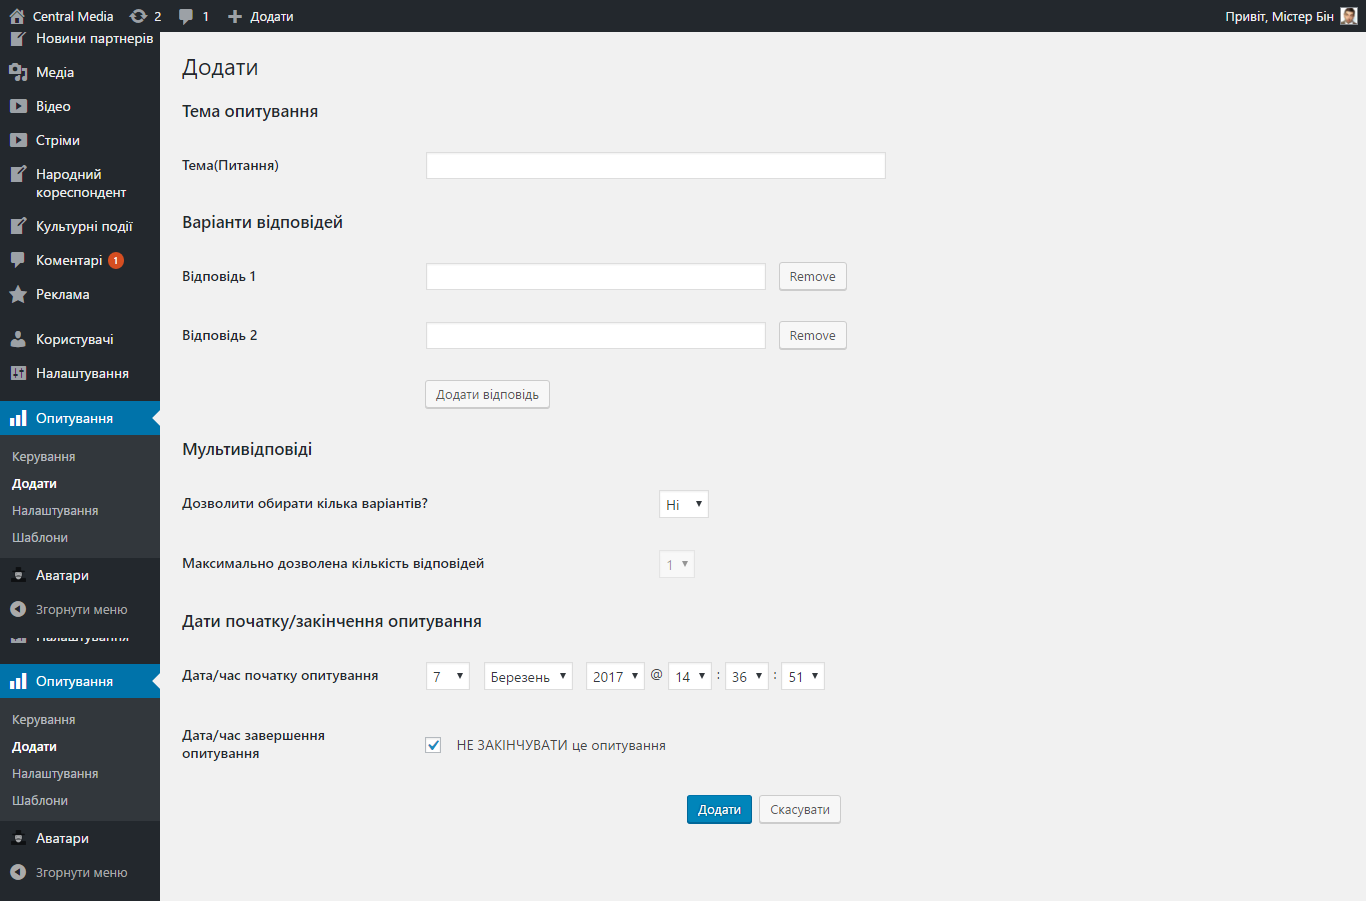 Central Media 2 1 Додати Привіт, Містер Бін
Новини партнерів
Медіа
Відео
Стріми
Народний
кореспондент
Культурні події
Коментарі 1
Реклама
Користувачі
Налаштування
Опитування
Керування
Додати
Налаштування
Шаблони
Аватари
Згорнути меню
Налаштування
Опитування
Керування
Додати
Налаштування
Шаблони
Аватари
Згорнути меню
Додати
Тема опитування
Тема(Питання)
Варіанти відповідей
Відповідь 1 Remove
Відповідь 2 Remove
Додати відповідь
Мультивідповіді
Дозволити обирати кілька варіантів? Ні
Максимально дозволена кількість відповідей 1
Дати початку/закінчення опитування
Дата/час початку опитування 7 Березень 2017 @ 14 : 36 : 51
Дата/час завершення
опитування
НЕ ЗАКІНЧУВАТИ це опитування
Додати Скасувати